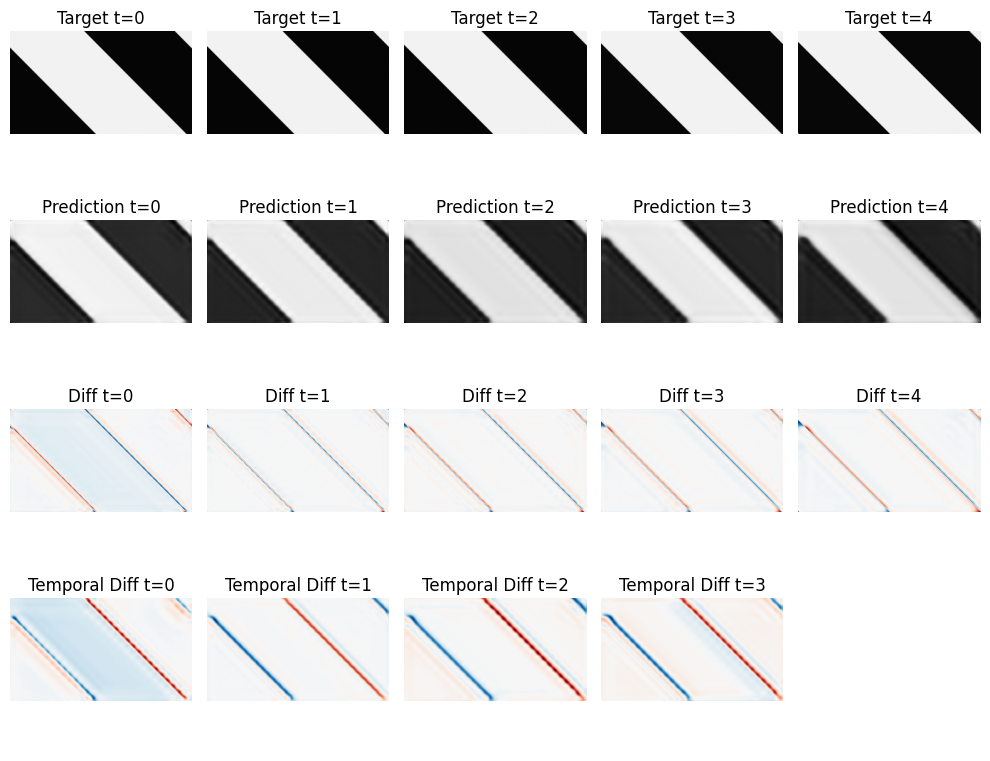 Target t=0 Target t=1 Target t=2 Target t=3 Target t=4
Prediction t=0 Prediction t=1 Prediction t=2 Prediction t=3 Prediction t=4
Diff t=0 Diff t=1 Diff t=2 Diff t=3 Diff t=4
Temporal Diff t=0 Temporal Diff t=1 Temporal Diff t=2 Temporal Diff t=3